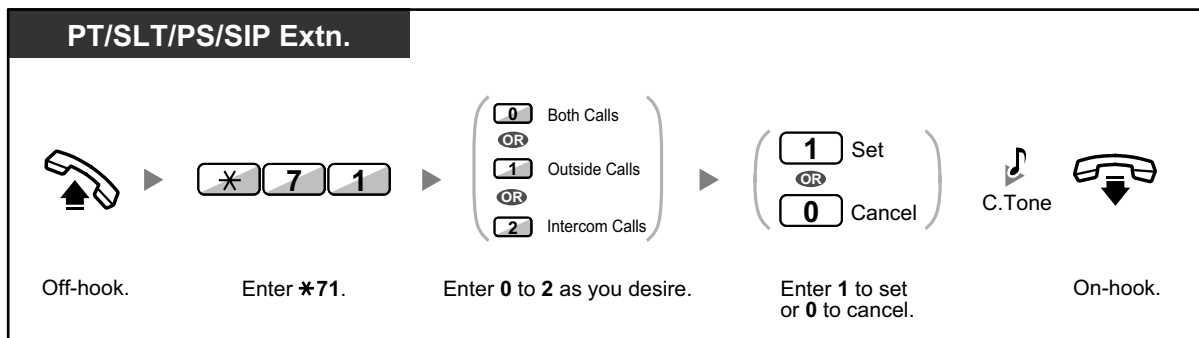 PT/SLT/PS/SIP Extn.
0 Both Calls
OR
1 Outside Calls
OR
2 Intercom Calls
1 Set
OR
0 Cancel
* 7 1
C.Tone
Off-hook.
Enter *71.
Enter 0 to 2 as you desire.
Enter 1 to set
or 0 to cancel.
On-hook.